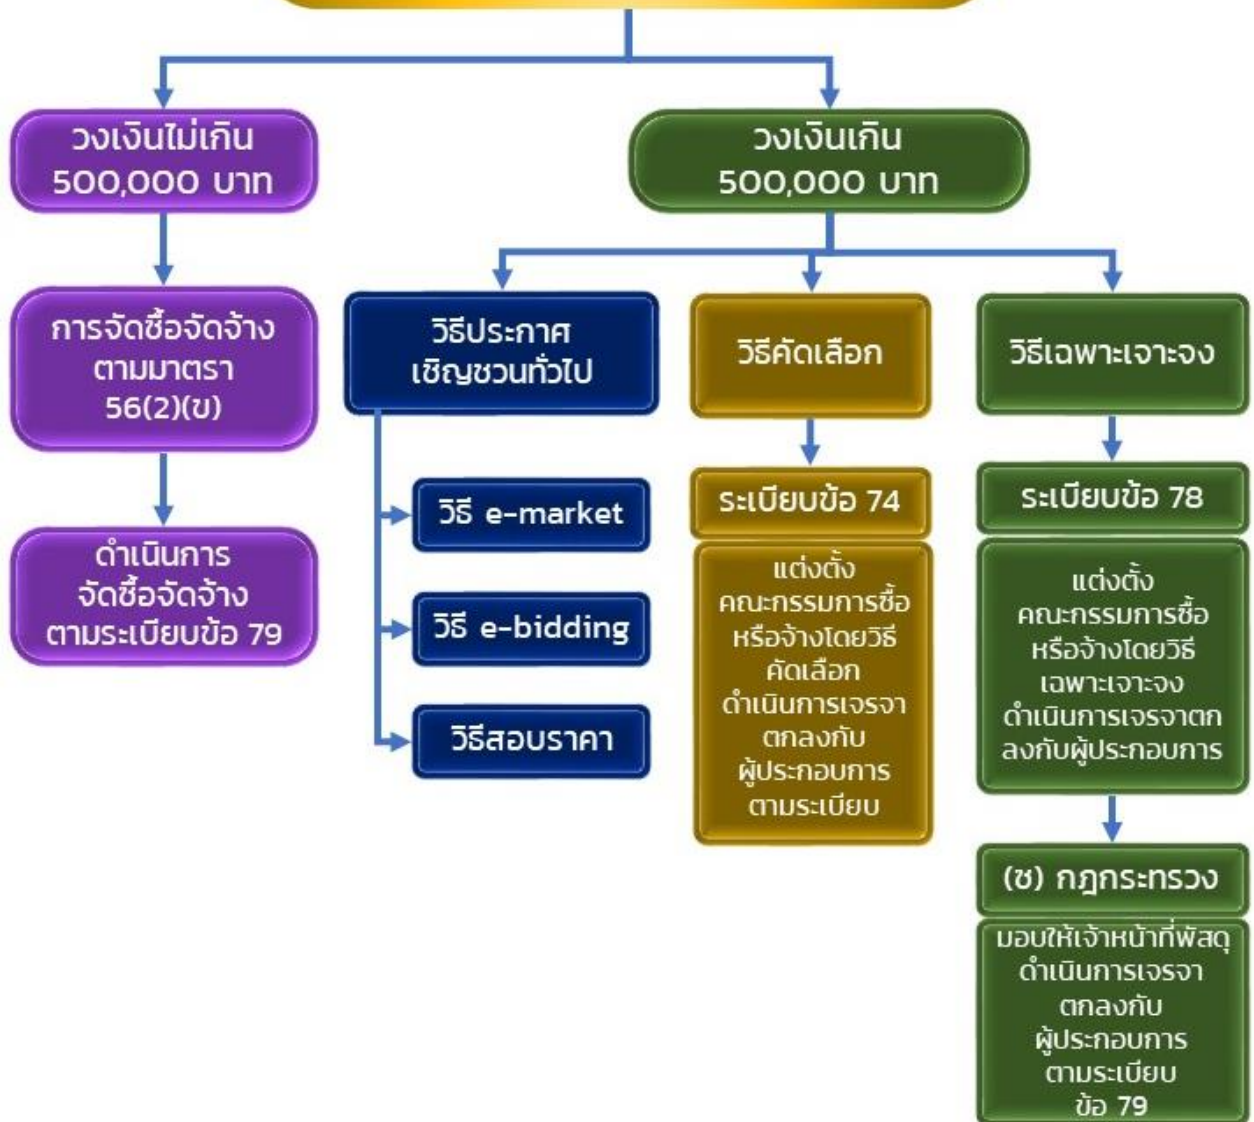 วงเงินไม่เกิน
500,000 บาท
วงเงินเกิน
500,000 บาท
การจัดซื้อจัดจ้าง
ตามมาตรา
56(2)(ข)
วิธีประกาศ
เชิญชวนทั่วไป
วิธีคัดเลือก
วิธีเฉพาะเจาะจง
ดำเนินการ
จัดซื้อจัดจ้าง
ตามระเบียบข้อ 79
วิธี e-market
วิธี e-bidding
วิธีสอบราคา
ระเบียบข้อ 74
แต่งตั้ง
คณะกรรมการซื้อ
หรือจ้างโดยวิธี
คัดเลือก
ดำเนินการเจรจา
ตกลงกับ
ผู้ประกอบการ
ตามระเบียบ
ระเบียบข้อ 78
แต่งตั้ง
คณะกรรมการซื้อ
หรือจ้างโดยวิธี
เฉพาะเจาะจง
ดำเนินการเจรจาตก
ลงกับผู้ประกอบการ
(ช) กฎกระทรวง
มอบให้เจ้าหน้าที่พัสดุ
ดำเนินการเจรจา
ตกลงกับ
ผู้ประกอบการ
ตามระเบียบ
ข้อ 79